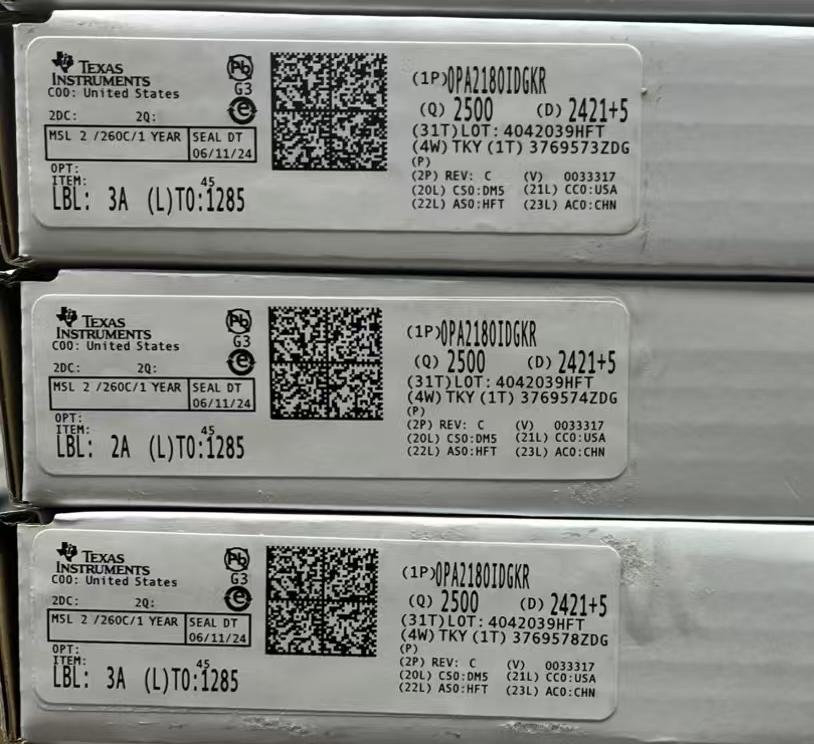 TEXAS
INSTRUMENTS
COO: United States
2DC: 2Q:
MSL 2 /260C/1 YEAR
SEAL DT
06/11/24
OPT:
ITEM:
LBL: 3A (L)TO:1285
45
Pb
G3
e
(1P)OPA2180IDGKR
(Q) 2500 (D) 2421+5
(31T)LOT: 4042039HFT
(4W) TKY (1T) 3769573ZDG
(P)
(2P) REV: C (V) 0033317
(20L) CSO:DM5 (21L) CCO:USA
(22L) ASO:HFT (23L) ACO:CHN
TEXAS
INSTRUMENTS
COO: United States
2DC: 2Q:
MSL 2 /260C/1 YEAR
SEAL DT
06/11/24
OPT:
ITEM:
LBL: 2A (L)TO:1285
45
Pb
G3
e
(1P)OPA2180IDGKR
(Q) 2500 (D) 2421+5
(31T)LOT: 4042039HFT
(4W) TKY (1T) 3769574ZDG
(P)
(2P) REV: C (V) 0033317
(20L) CSO:DM5 (21L) CCO:USA
(22L) ASO:HFT (23L) ACO:CHN
TEXAS
INSTRUMENTS
COO: United States
2DC: 2Q:
MSL 2 /260C/1 YEAR
SEAL DT
06/11/24
OPT:
ITEM:
LBL: 3A (L)TO:1285
45
Pb
G3
e
(1P)OPA2180IDGKR
(Q) 2500 (D) 2421+5
(31T)LOT: 4042039HFT
(4W) TKY (1T) 3769578ZDG
(P)
(2P) REV: C (V) 0033317
(20L) CSO:DM5 (21L) CCO:USA
(22L) ASO:HFT (23L) ACO:CHN